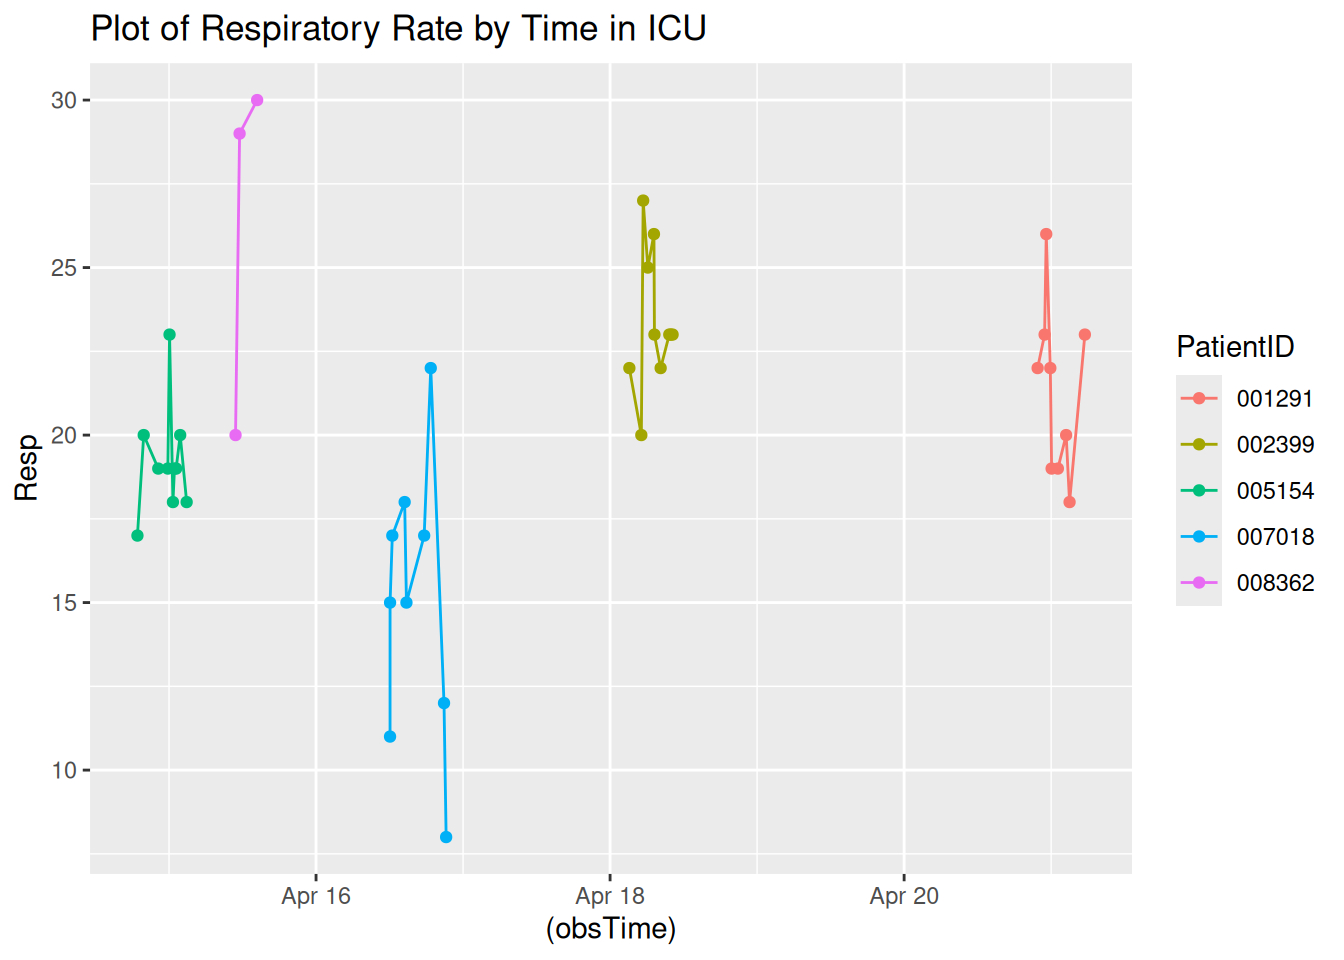 Plot of Respiratory Rate by Time in ICU
30
25
20
15
10
Resp
Apr 16
Apr 18
Apr 20
(obsTime)
PatientID
001291
002399
005154
007018
008362